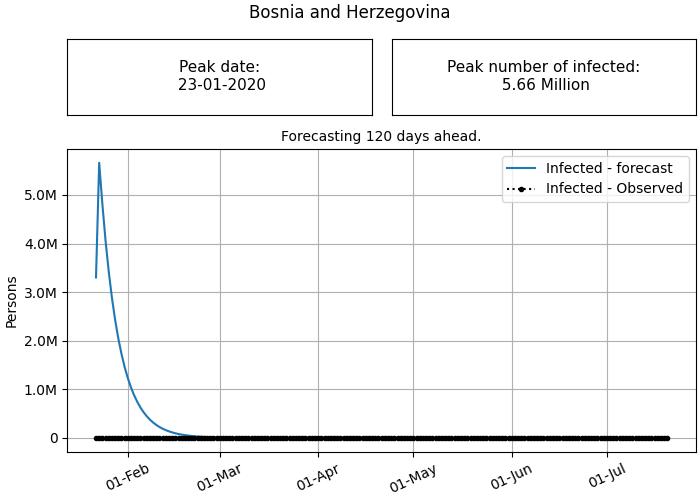 Bosnia and Herzegovina
Peak date:
23-01-2020
Peak number of infected:
5.66 Million
Forecasting 120 days ahead.
Infected - forecast
Infected - Observed
5.0M
4.0M
3.0M
2.0M
1.0M
0
Persons
01-Feb
01-Mar
01-Apr
01-May
01-Jun
01-Jul